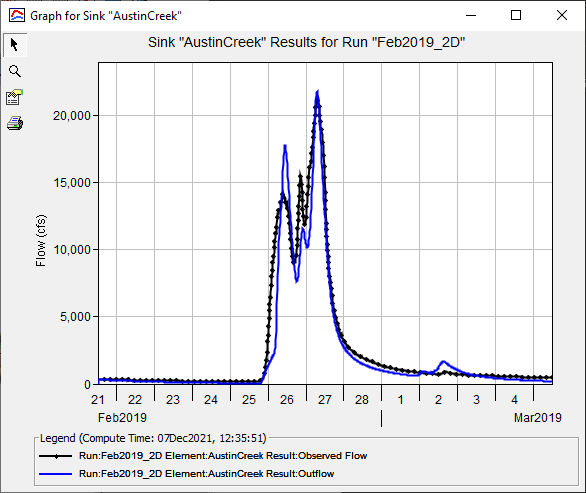 Graph for Sink "AustinCreek"
Sink "AustinCreek" Results for Run "Feb2019_2D"
20,000
15,000
10,000
5,000
0
Flow (cfs)
21 22 23 24 25 26 27 28 1 2 3 4
Feb2019 Mar2019
Legend (Compute Time: 07Dec2021, 12:35:51)
Run:Feb2019_2D Element:AustinCreek Result:Observed Flow
Run:Feb2019_2D Element:AustinCreek Result:Outflow